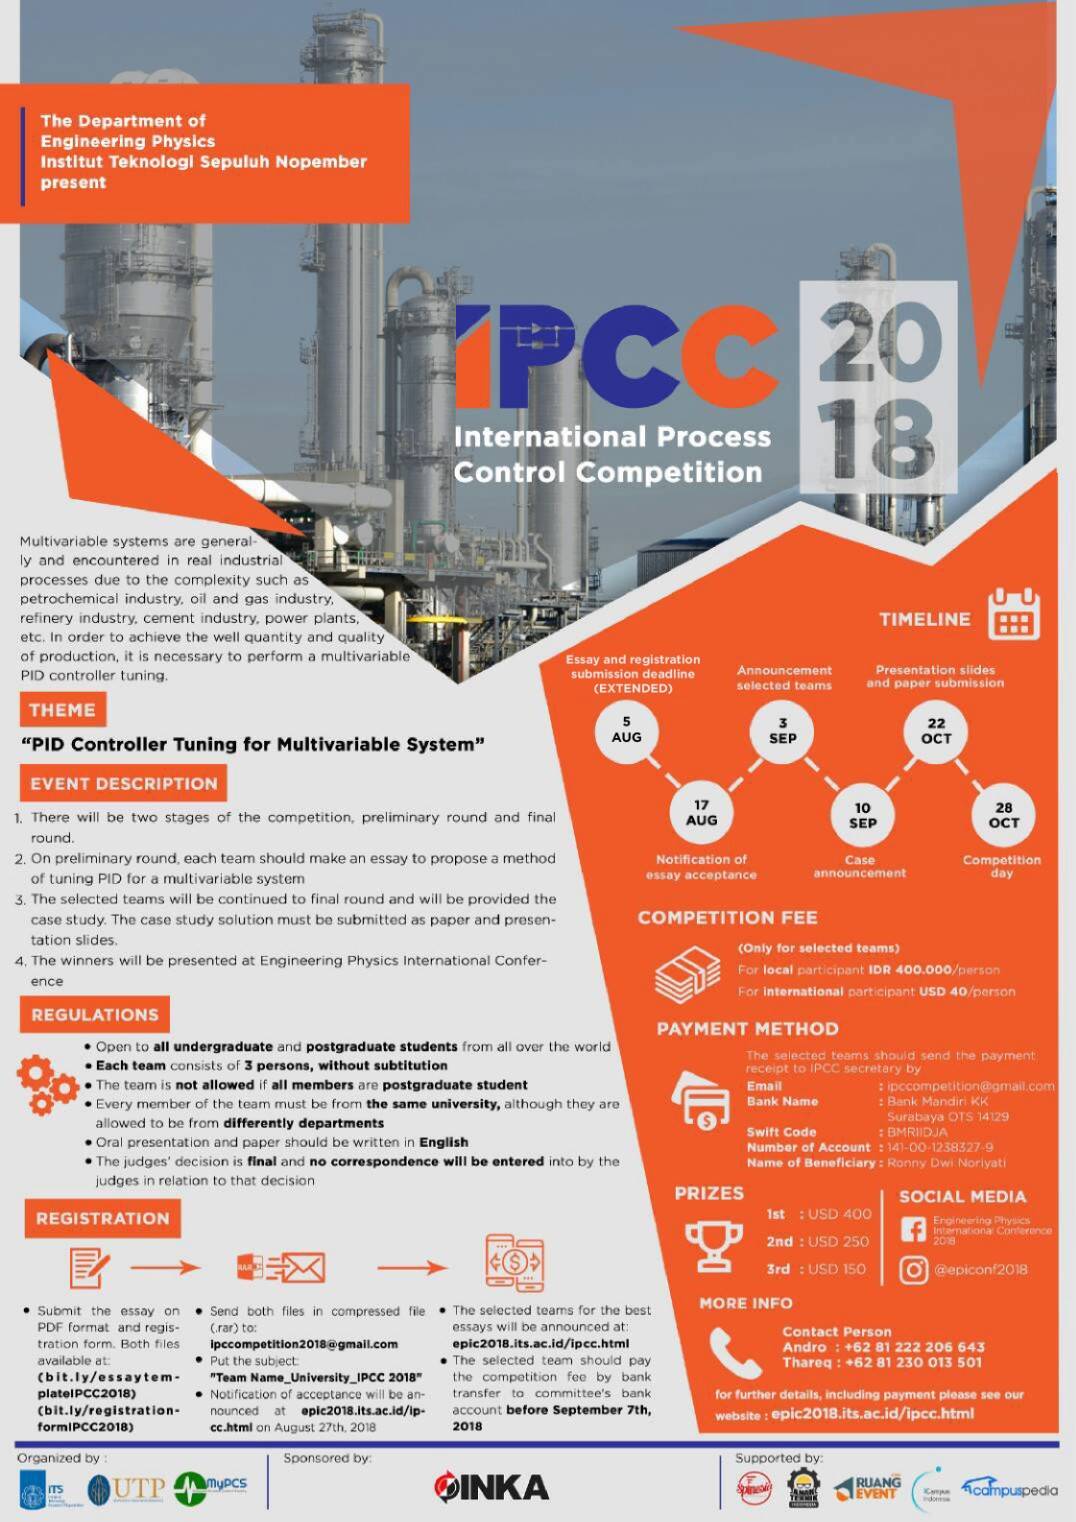 The Department of
Engineering Physics
Institut Teknologi Sepuluh Nopember
present
IPCC
20
18
International Process
Control Competition
Multivariable systems are general-
ly and encountered in real industrial
processes due to the complexity such as
petrochemical industry, oil and gas industry,
refinery industry, cement industry, power plants,
etc. In order to achieve the well quantity and quality
of production, it is necessary to perform a multivariable
PID controller tuning.
THEME
“PID Controller Tuning for Multivariable System”
EVENT DESCRIPTION
1. There will be two stages of the competition, preliminary round and final
round.
2. On preliminary round, each team should make an essay to propose a method
of tuning PID for a multivariable system
3. The selected teams will be continued to final round and will be provided the
case study. The case study solution must be submitted as paper and presen-
tation slides.
4. The winners will be presented at Engineering Physics International Confer-
ence
REGULATIONS
• Open to all undergraduate and postgraduate students from all over the world
• Each team consists of 3 persons, without subtitution
• The team is not allowed if all members are postgraduate student
• Every member of the team must be from the same university, although they are
allowed to be from differently departments
• Oral presentation and paper should be written in English
• The judges' decision is final and no correspondence will be entered into by the
judges in relation to that decision
REGISTRATION
RAR
• Submit the essay on
PDF format and regis-
tration form. Both files
available at:
(bit.ly/essaytem-
plateIPCC2018)
(bit.ly/registration-
formIPCC2018)
• Send both files in compressed file
(.rar) to:
ipccompetition2018@gmail.com
• Put the subject:
"Team Name_University_IPCC 2018"
• Notification of acceptance will be an-
nounced at epic2018.its.ac.id/ip-
cc.html on August 27th, 2018
• The selected teams for the best
essays will be announced at:
epic2018.its.ac.id/ipcc.html
• The selected team should pay
the competition fee by bank
transfer to committee's bank
account before September 7th,
2018
TIMELINE
Essay and registration
submission deadline
(EXTENDED)
5
AUG
17
AUG
Notification of
essay acceptance
Announcement
selected teams
3
SEP
10
SEP
Case
announcement
Presentation slides
and paper submission
22
OCT
28
OCT
Competition
day
COMPETITION FEE
(Only for selected teams)
For local participant IDR 400.000/person
For international participant USD 40/person
PAYMENT METHOD
The selected teams should send the payment
receipt to IPCC secretary by
Email : ipccompetition@gmail.com
Bank Name : Bank Mandiri KK
Surabaya OTS 14129
Swift Code : BMRIIDJA
Number of Account : 141-00-1238327-9
Name of Beneficiary : Ronny Dwi Noriyati
PRIZES
1st : USD 400
2nd : USD 250
3rd : USD 150
SOCIAL MEDIA
Engineering Physics
International Conference
2018
@epiconf2018
MORE INFO
Contact Person
Andro : +62 81 222 206 643
Thareq : +62 81 230 013 501
for further details, including payment please see our
website : epic2018.its.ac.id/ipcc.html
Organized by :
ITS
UTP
MyPCS
Sponsored by:
INKA
Supported by:
ANAK
TEKNIK
INDONESIA
RUANG
EVENT
iCampus
Indonesia
campuspedia